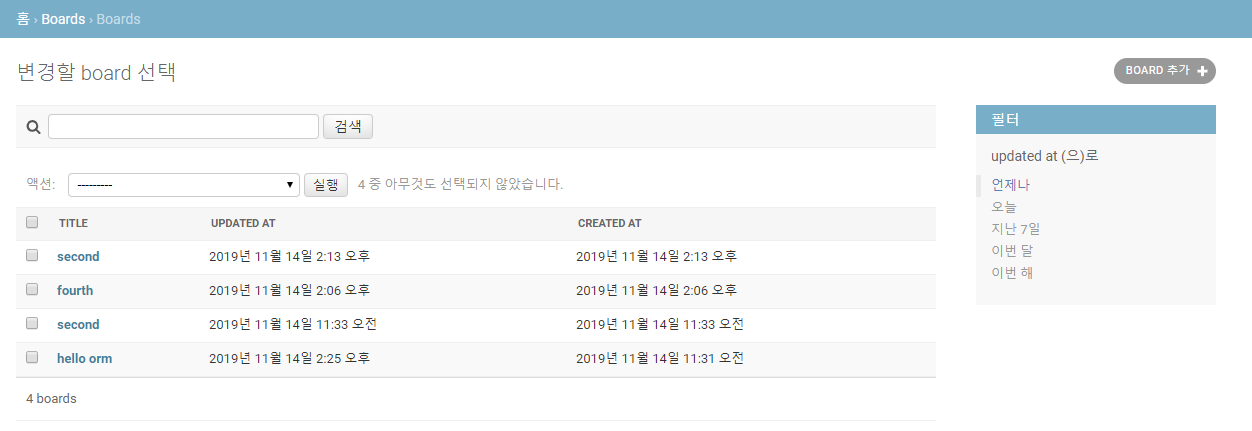 홈 › Boards › Boards
변경할 board 선택
BOARD 추가 +
검색
액션: --------- 실행 4 중 아무것도 선택되지 않았습니다.
TITLE UPDATED AT CREATED AT
second 2019년 11월 14일 2:13 오후 2019년 11월 14일 2:13 오후
fourth 2019년 11월 14일 2:06 오후 2019년 11월 14일 2:06 오후
second 2019년 11월 14일 11:33 오전 2019년 11월 14일 11:33 오전
hello orm 2019년 11월 14일 2:25 오후 2019년 11월 14일 11:31 오전
4 boards
필터
updated at (으)로
언제나
오늘
지난 7일
이번 달
이번 해